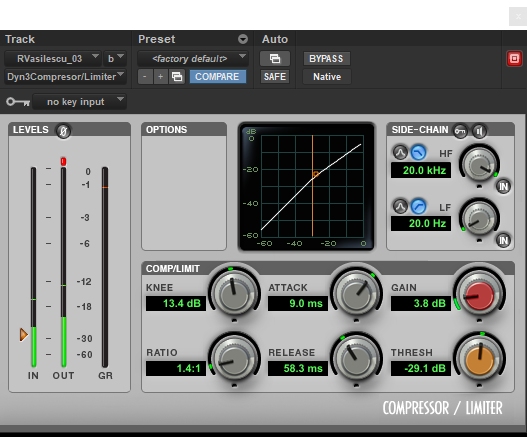 Track Preset Auto
RVasilescu_03 b <factory default> BYPASS
Dyn3Compresor/Limiter - + COMPARE SAFE Native
no key input
LEVELS OPTIONS dB SIDE-CHAIN
0 HF
0 -20 20.0 kHz
-1 IN
-3 -40 LF
-6 20.0 Hz
-60 IN
-60 -40 -20 0
-12 COMP/LIMIT
KNEE ATTACK GAIN
-18 13.4 dB 9.0 ms 3.8 dB
-30
-60 RATIO RELEASE THRESH
1.4:1 58.3 ms -29.1 dB
IN OUT GR
COMPRESSOR / LIMITER